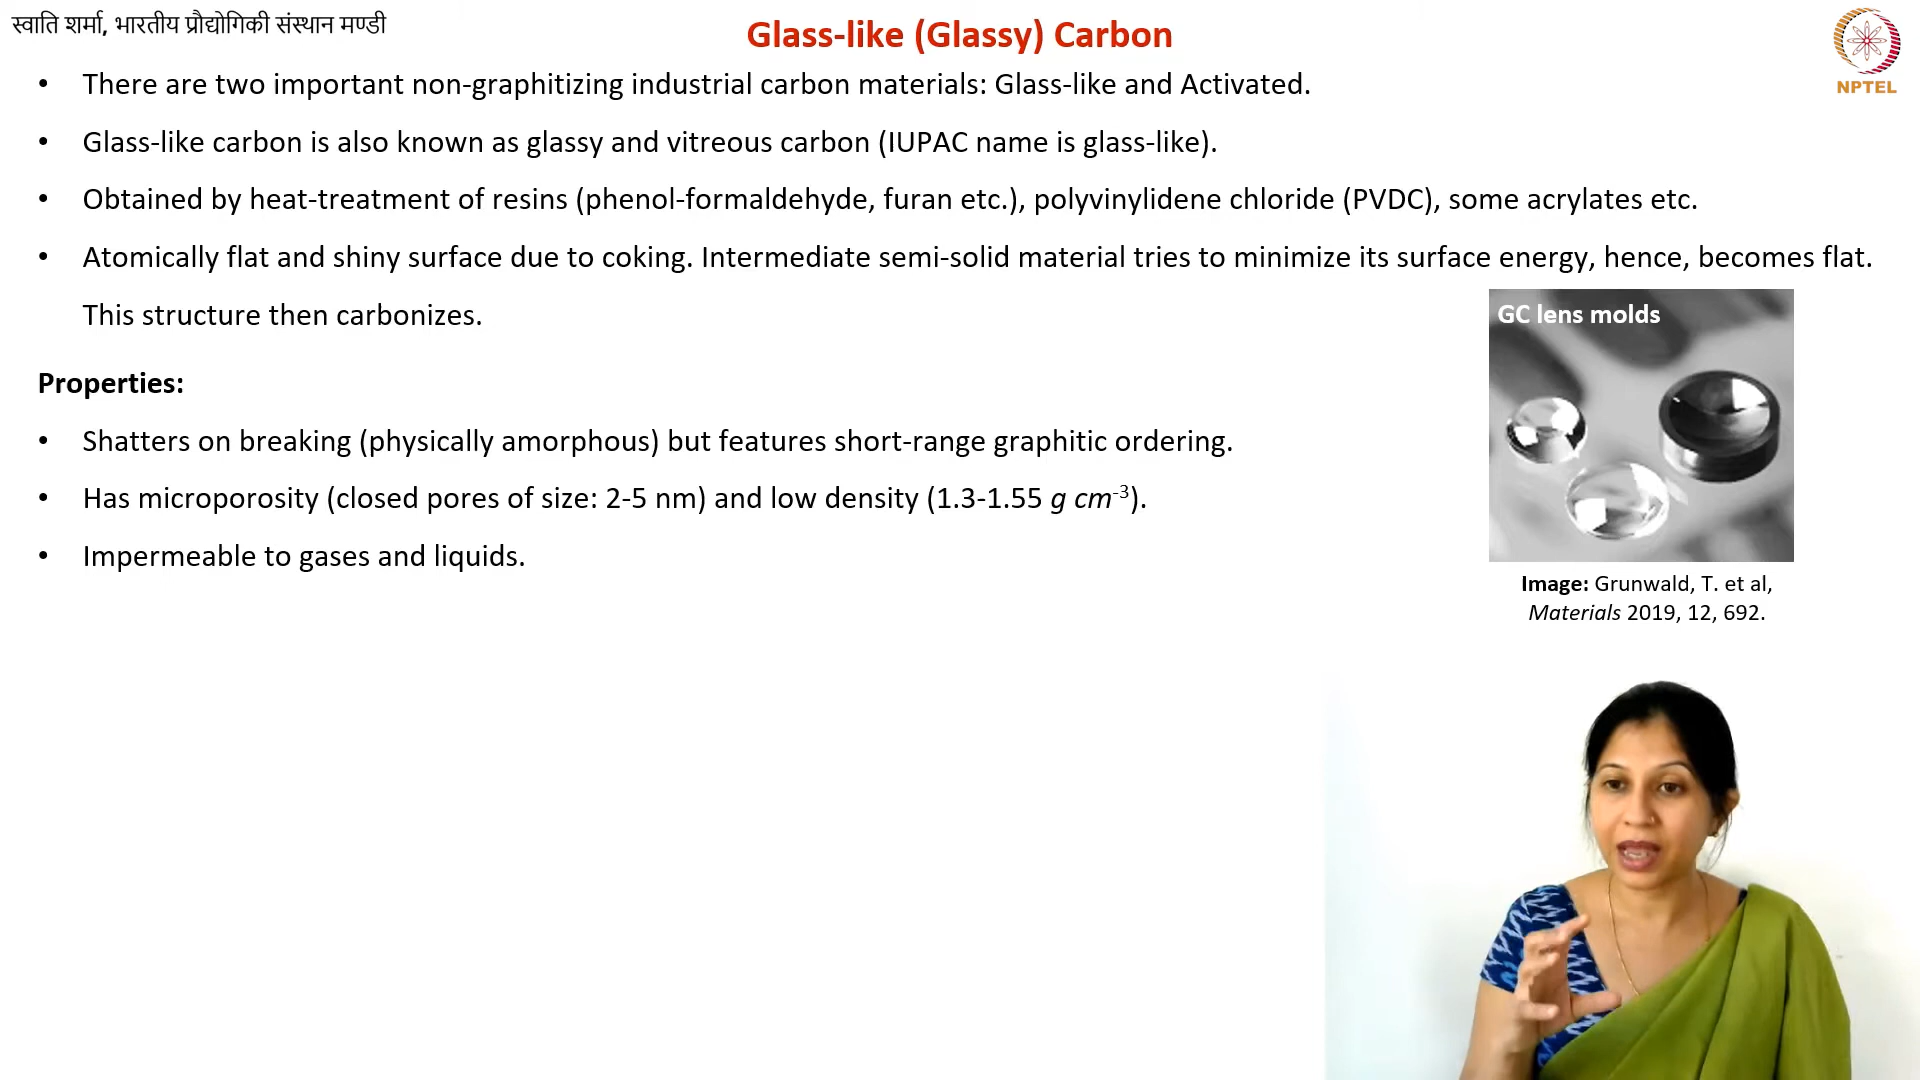 स्वाति शर्मा, भारतीय प्रौद्योगिकी संस्थान मण्डी
Glass-like (Glassy) Carbon
NPTEL
• There are two important non-graphitizing industrial carbon materials: Glass-like and Activated.
• Glass-like carbon is also known as glassy and vitreous carbon (IUPAC name is glass-like).
• Obtained by heat-treatment of resins (phenol-formaldehyde, furan etc.), polyvinylidene chloride (PVDC), some acrylates etc.
• Atomically flat and shiny surface due to coking. Intermediate semi-solid material tries to minimize its surface energy, hence, becomes flat.
This structure then carbonizes.
GC lens molds
Properties:
• Shatters on breaking (physically amorphous) but features short-range graphitic ordering.
• Has microporosity (closed pores of size: 2-5 nm) and low density (1.3-1.55 g cm⁻³).
• Impermeable to gases and liquids.
Image: Grunwald, T. et al,
Materials 2019, 12, 692.